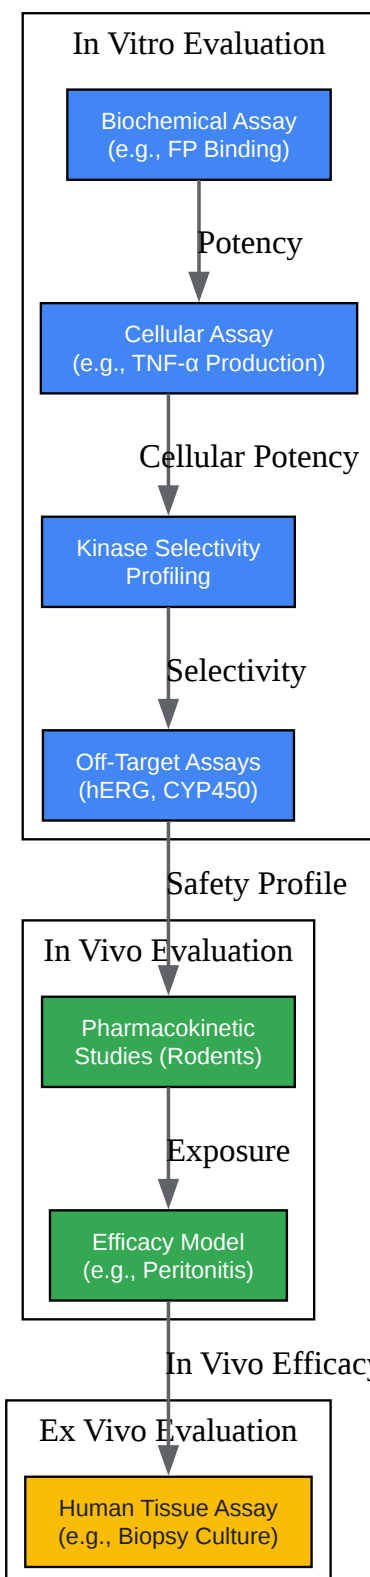 In Vitro Evaluation
Biochemical Assay
(e.g., FP Binding)
Potency
Cellular Assay
(e.g., TNF-α Production)
Cellular Potency
Kinase Selectivity
Profiling
Selectivity
Off-Target Assays
(hERG, CYP450)
Safety Profile
In Vivo Evaluation
Pharmacokinetic
Studies (Rodents)
Exposure
Efficacy Model
(e.g., Peritonitis)
In Vivo Efficacy
Ex Vivo Evaluation
Human Tissue Assay
(e.g., Biopsy Culture)